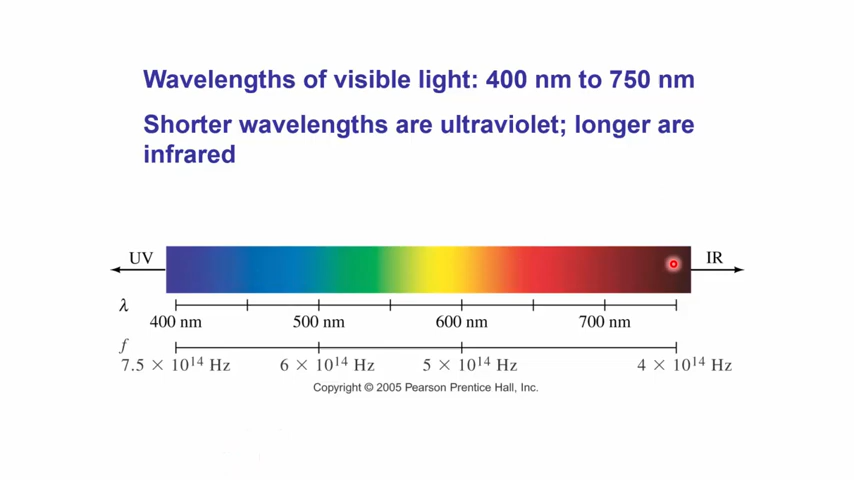 Wavelengths of visible light: 400 nm to 750 nm
Shorter wavelengths are ultraviolet; longer are
infrared
UV IR
λ
400 nm 500 nm 600 nm 700 nm
f
7.5 × 10¹⁴ Hz 6 × 10¹⁴ Hz 5 × 10¹⁴ Hz 4 × 10¹⁴ Hz
Copyright © 2005 Pearson Prentice Hall, Inc.